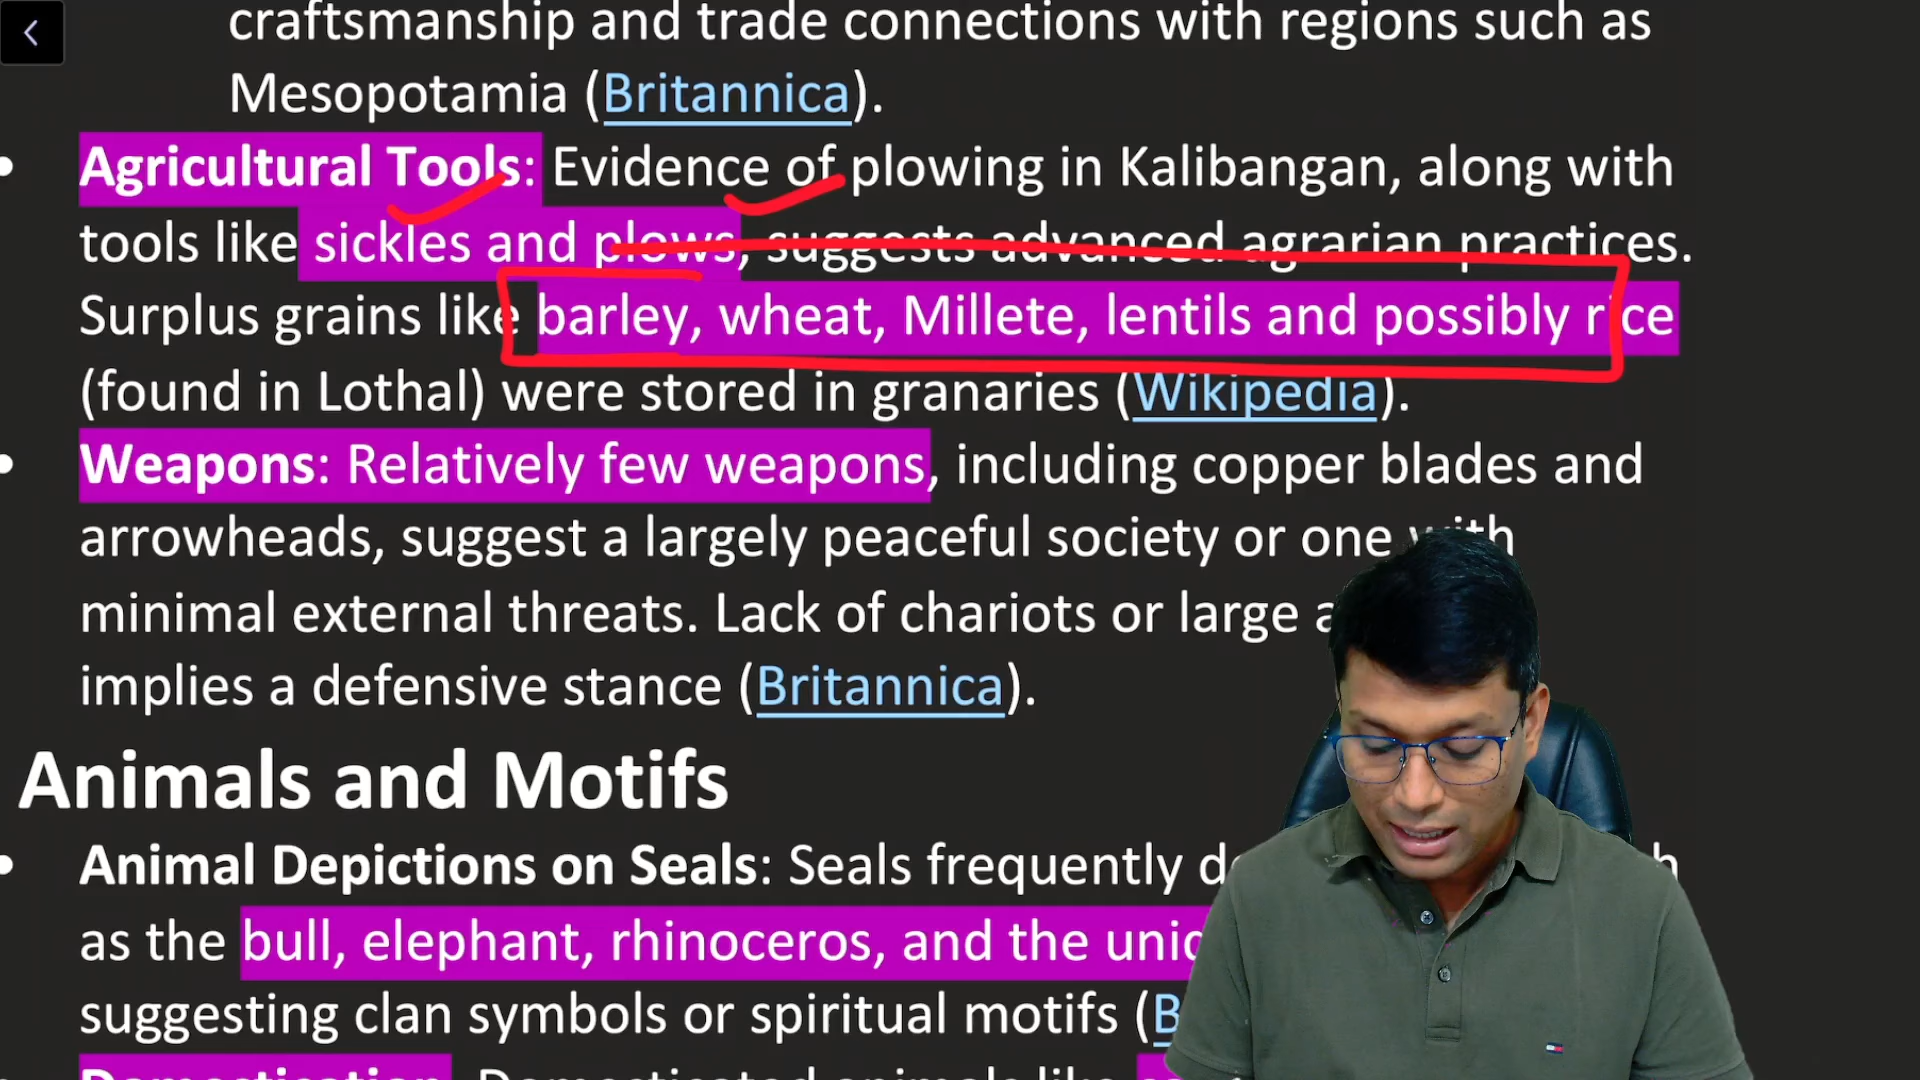 craftsmanship and trade connections with regions such as
Mesopotamia (Britannica).
• Agricultural Tools: Evidence of plowing in Kalibangan, along with
tools like sickles and plows, suggests advanced agrarian practices.
Surplus grains like barley, wheat, Millete, lentils and possibly rice
(found in Lothal) were stored in granaries (Wikipedia).
• Weapons: Relatively few weapons, including copper blades and
arrowheads, suggest a largely peaceful society or one with
minimal external threats. Lack of chariots or large
implies a defensive stance (Britannica).
Animals and Motifs
• Animal Depictions on Seals: Seals frequently
as the bull, elephant, rhinoceros, and the
suggesting clan symbols or spiritual motifs (
Domestication: Domesticated animals like